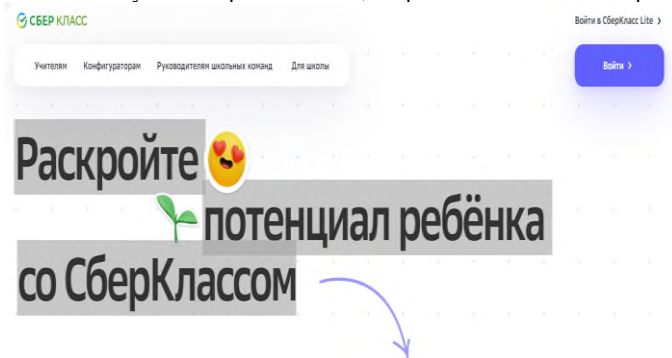 СБЕР КЛАСС
Войти в СберКласс Lite >
Учителям Конфигураторам Руководителям школьных команд Для школы
Войти >
Раскройте
потенциал ребёнка
со СберКлассом